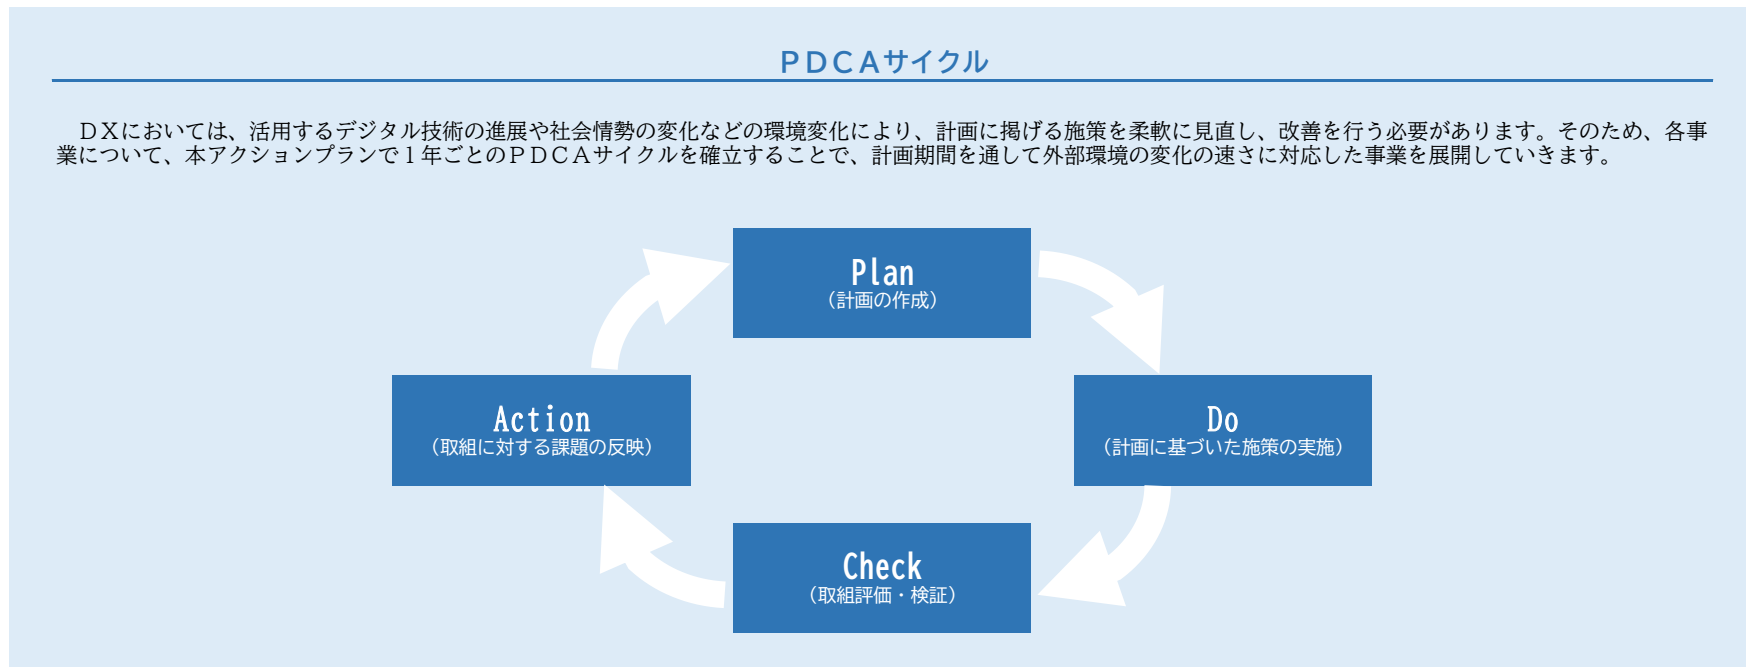 ＰＤＣＡサイクル
　ＤＸにおいては、活用するデジタル技術の進展や社会情勢の変化などの環境変化により、計画に掲げる施策を柔軟に見直し、改善を行う必要があります。そのため、各事
業について、本アクションプランで１年ごとのＰＤＣＡサイクルを確立することで、計画期間を通して外部環境の変化の速さに対応した事業を展開していきます。
Plan
（計画の作成）
Do
（計画に基づいた施策の実施）
Check
（取組評価・検証）
Action
（取組に対する課題の反映）